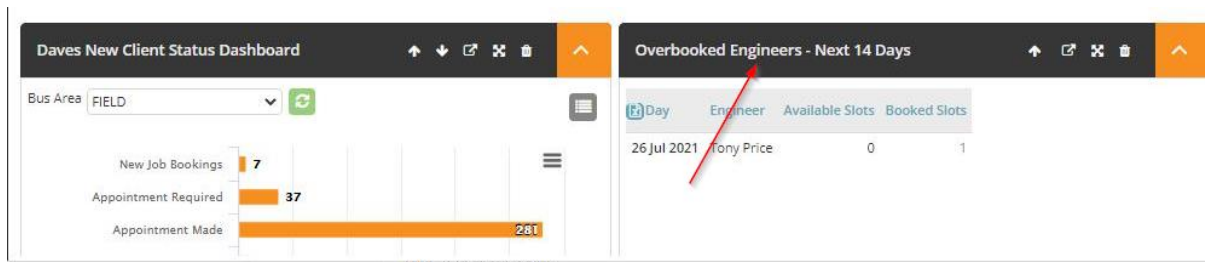 Daves New Client Status Dashboard
Bus Area FIELD
New Job Bookings 7
Appointment Required 37
Appointment Made 281
Overbooked Engineers - Next 14 Days
Day Engineer Available Slots Booked Slots
26 Jul 2021 Tony Price 0 1